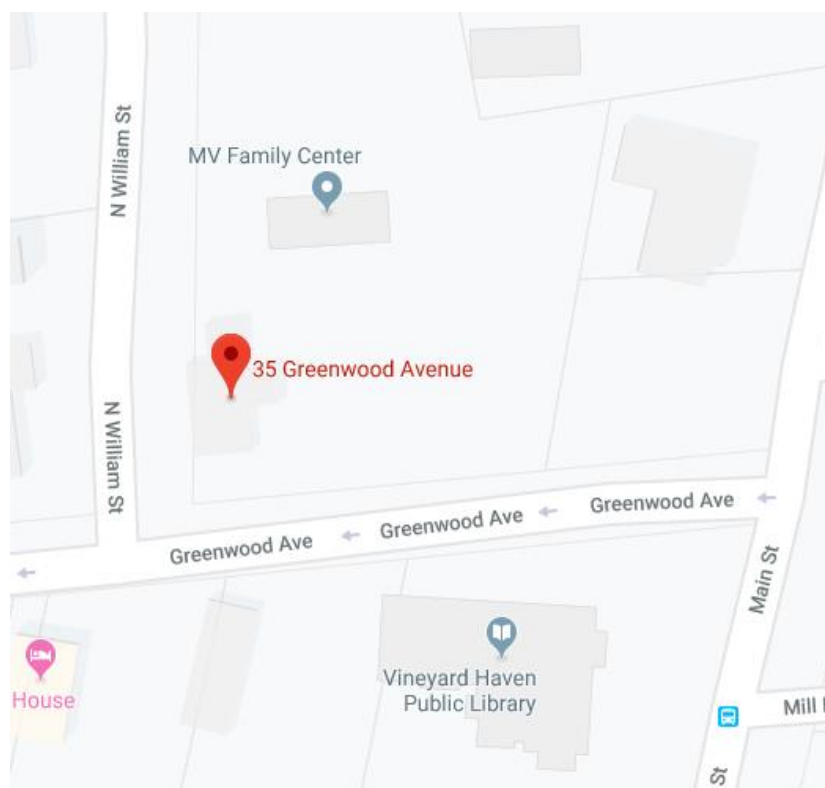 N William St
MV Family Center
35 Greenwood Avenue
N William St
Greenwood Ave
Greenwood Ave
Greenwood Ave
Main St
Vineyard Haven
Public Library
House
Mill
St